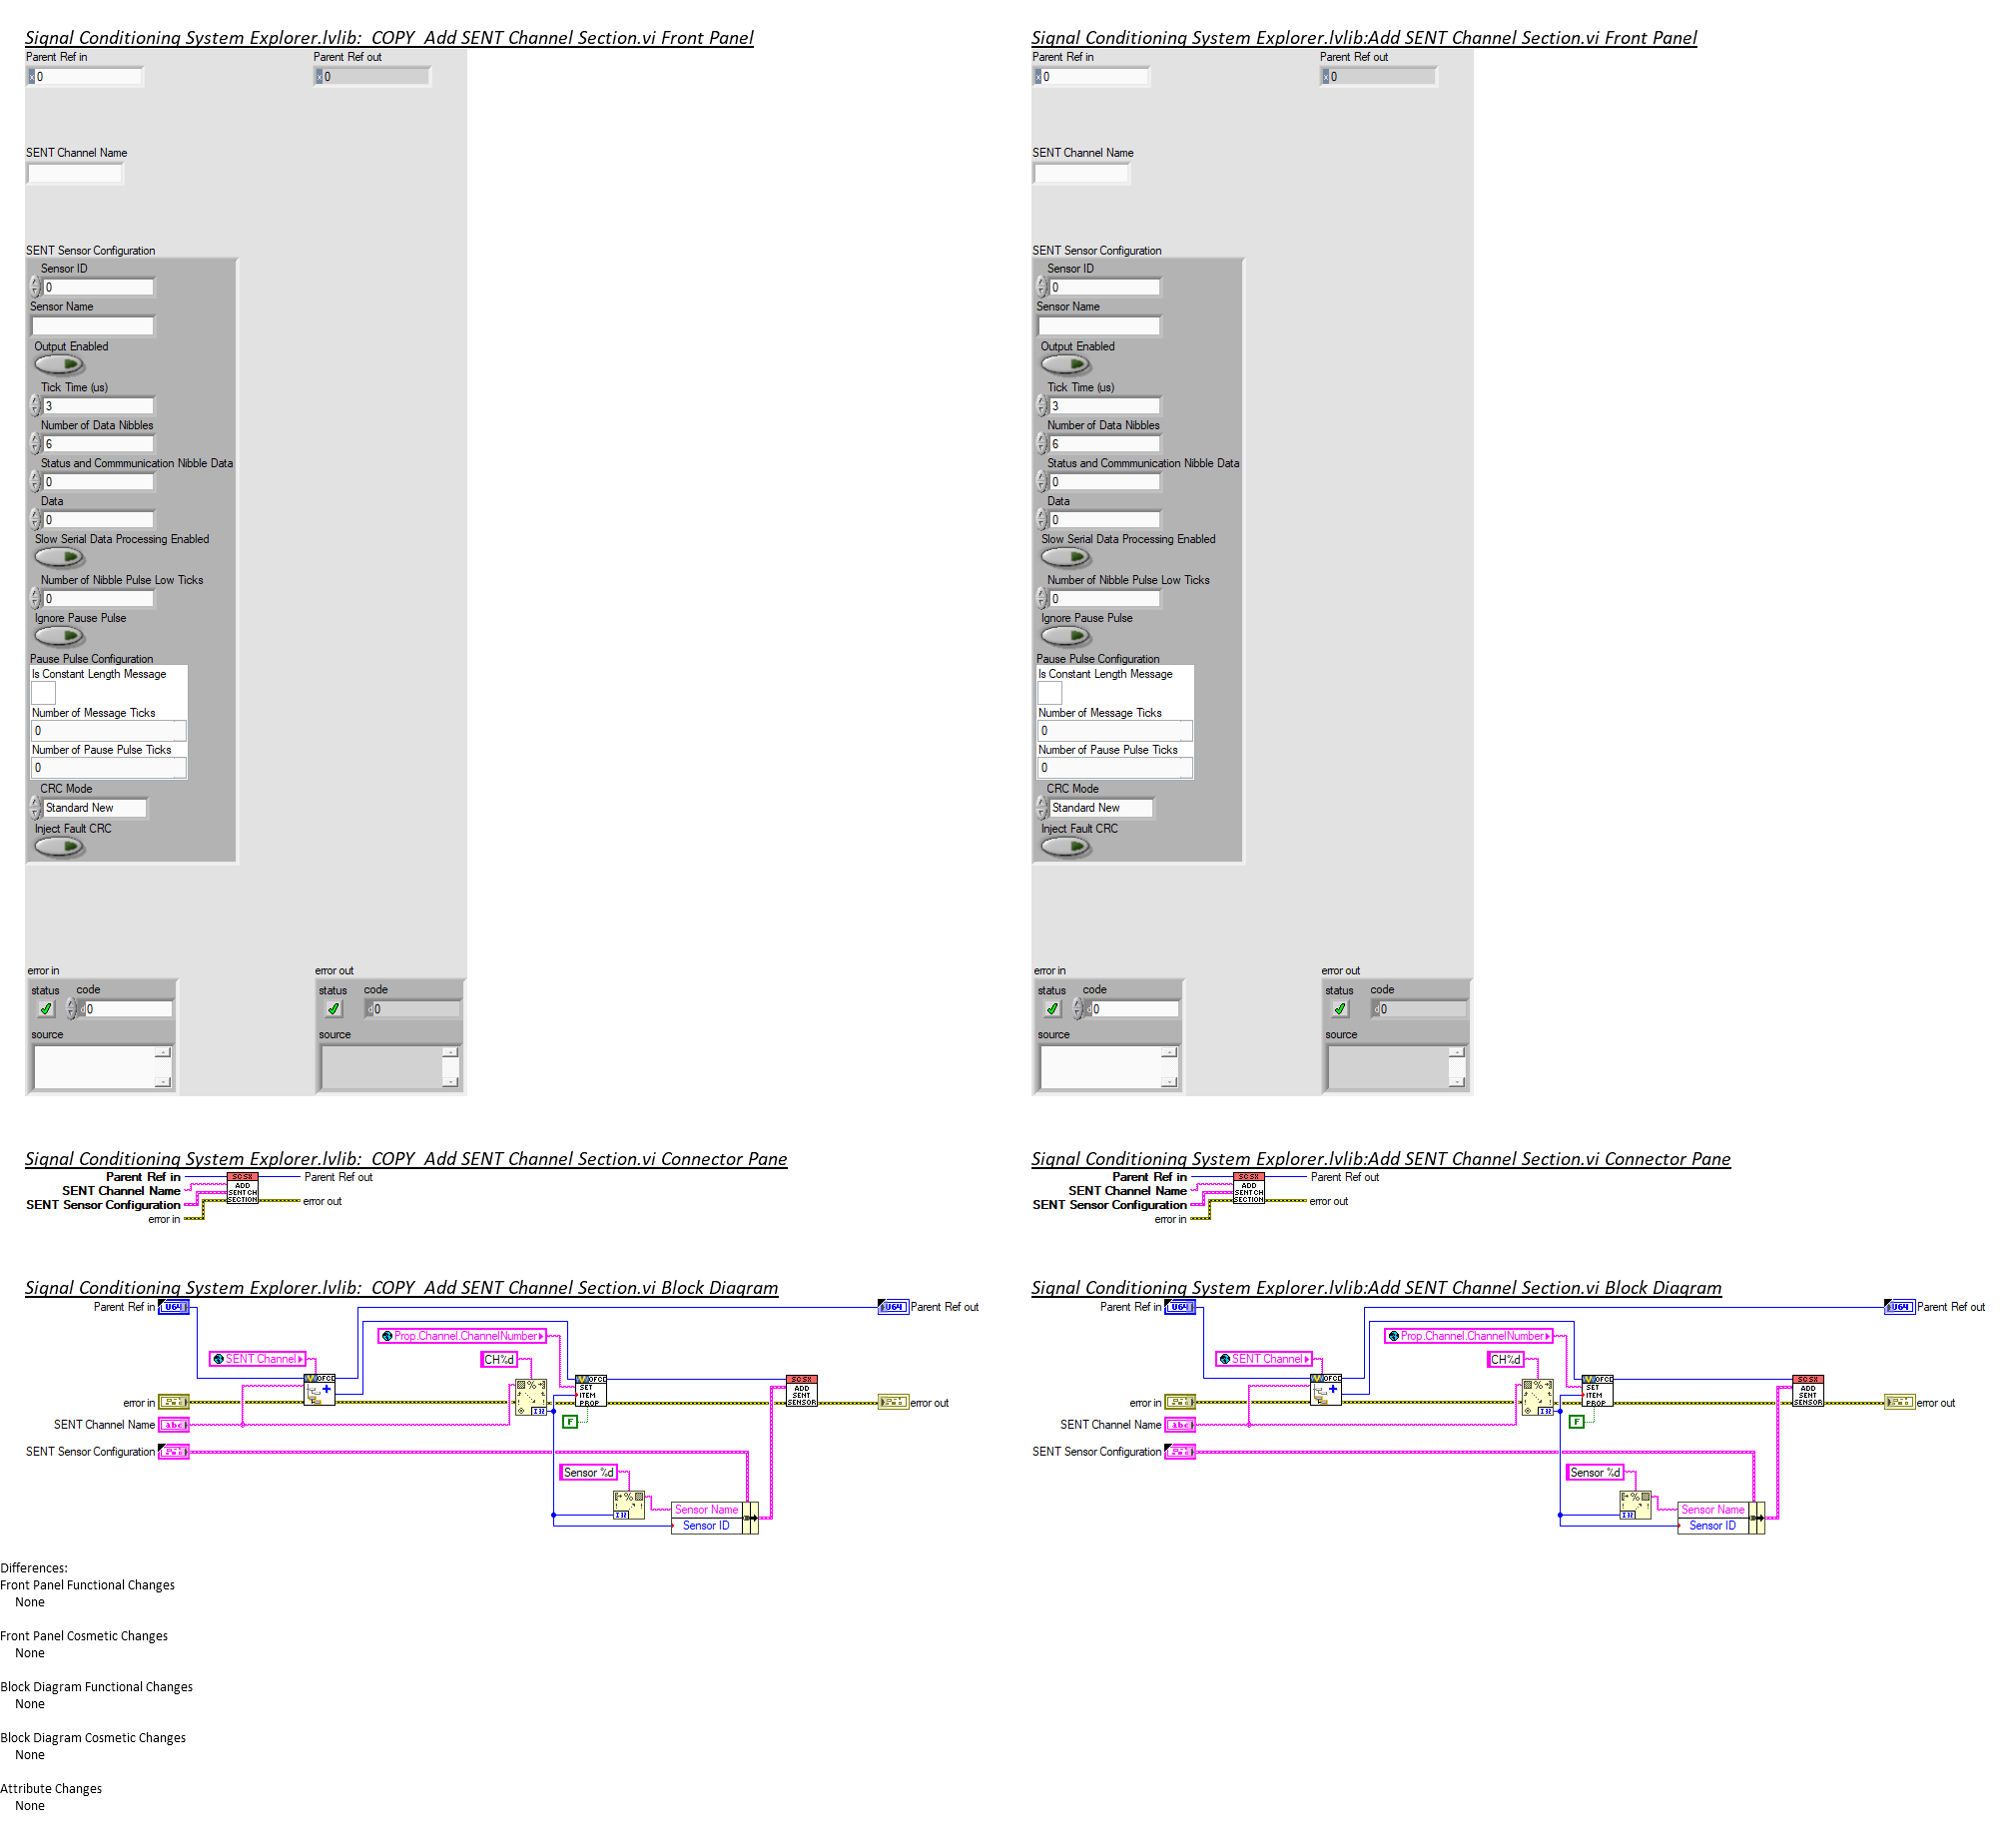 Signal Conditioning System Explorer.lvlib:  COPY  Add SENT Channel Section.vi Front Panel
Parent Ref in
Parent Ref out
x 0
x 0
SENT Channel Name
SENT Sensor Configuration
Sensor ID
0
Sensor Name
Output Enabled
Tick Time (us)
3
Number of Data Nibbles
6
Status and Commmunication Nibble Data
0
Data
0
Slow Serial Data Processing Enabled
Number of Nibble Pulse Low Ticks
0
Ignore Pause Pulse
Pause Pulse Configuration
Is Constant Length Message
Number of Message Ticks
0
Number of Pause Pulse Ticks
0
CRC Mode
Standard New
Inject Fault CRC
error in
error out
status code
status code
d 0
d 0
source
source
Signal Conditioning System Explorer.lvlib:Add SENT Channel Section.vi Front Panel
Parent Ref in
Parent Ref out
x 0
x 0
SENT Channel Name
SENT Sensor Configuration
Sensor ID
0
Sensor Name
Output Enabled
Tick Time (us)
3
Number of Data Nibbles
6
Status and Commmunication Nibble Data
0
Data
0
Slow Serial Data Processing Enabled
Number of Nibble Pulse Low Ticks
0
Ignore Pause Pulse
Pause Pulse Configuration
Is Constant Length Message
Number of Message Ticks
0
Number of Pause Pulse Ticks
0
CRC Mode
Standard New
Inject Fault CRC
error in
error out
status code
status code
d 0
d 0
source
source
Signal Conditioning System Explorer.lvlib:  COPY  Add SENT Channel Section.vi Connector Pane
Parent Ref in
SENT Channel Name
SENT Sensor Configuration
error in
SCSX
ADD
SENT CH
SECTION
Parent Ref out
error out
Signal Conditioning System Explorer.lvlib:Add SENT Channel Section.vi Connector Pane
Parent Ref in
SENT Channel Name
SENT Sensor Configuration
error in
SCSX
ADD
SENT CH
SECTION
Parent Ref out
error out
Signal Conditioning System Explorer.lvlib:  COPY  Add SENT Channel Section.vi Block Diagram
Parent Ref in
U64
U64
Parent Ref out
Prop.Channel.ChannelNumber
SENT Channel
CH%d
OFCD
OFCD
SET
ITEM
PROP
SCSX
ADD
SENT
SENSOR
error in
error out
I32
F
SENT Channel Name
abc
SENT Sensor Configuration
Sensor %d
I32
Sensor Name
Sensor ID
Signal Conditioning System Explorer.lvlib:Add SENT Channel Section.vi Block Diagram
Parent Ref in
U64
U64
Parent Ref out
Prop.Channel.ChannelNumber
SENT Channel
CH%d
OFCD
OFCD
SET
ITEM
PROP
SCSX
ADD
SENT
SENSOR
error in
error out
I32
F
SENT Channel Name
abc
SENT Sensor Configuration
Sensor %d
I32
Sensor Name
Sensor ID
Differences:
Front Panel Functional Changes
None
Front Panel Cosmetic Changes
None
Block Diagram Functional Changes
None
Block Diagram Cosmetic Changes
None
Attribute Changes
None